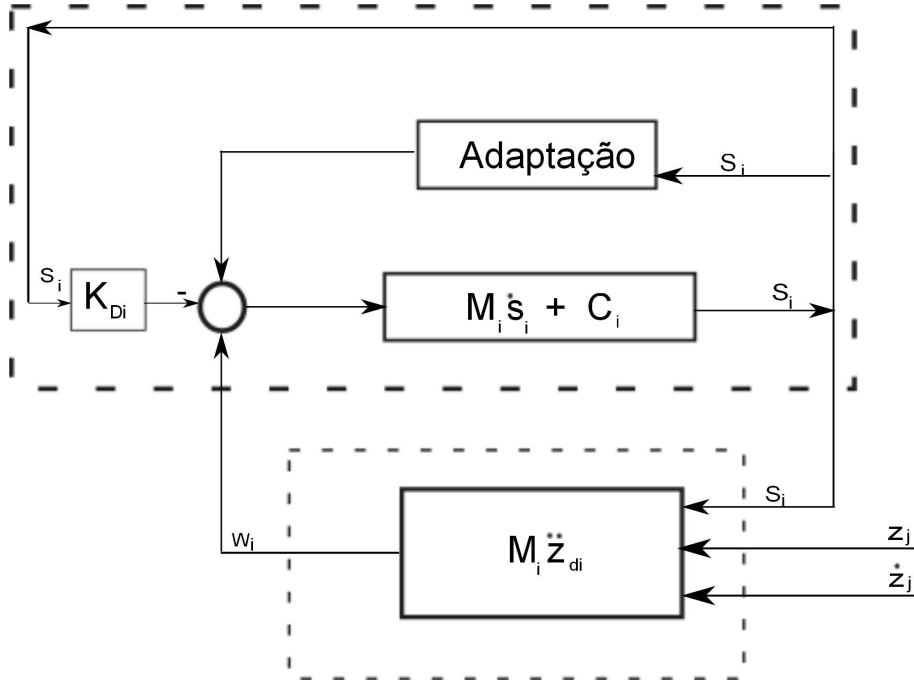 Adaptação
S i
S i
K Di
-
M i ṡ i + C i
S i
S i
w i
M i z̈ di
z j
ż j